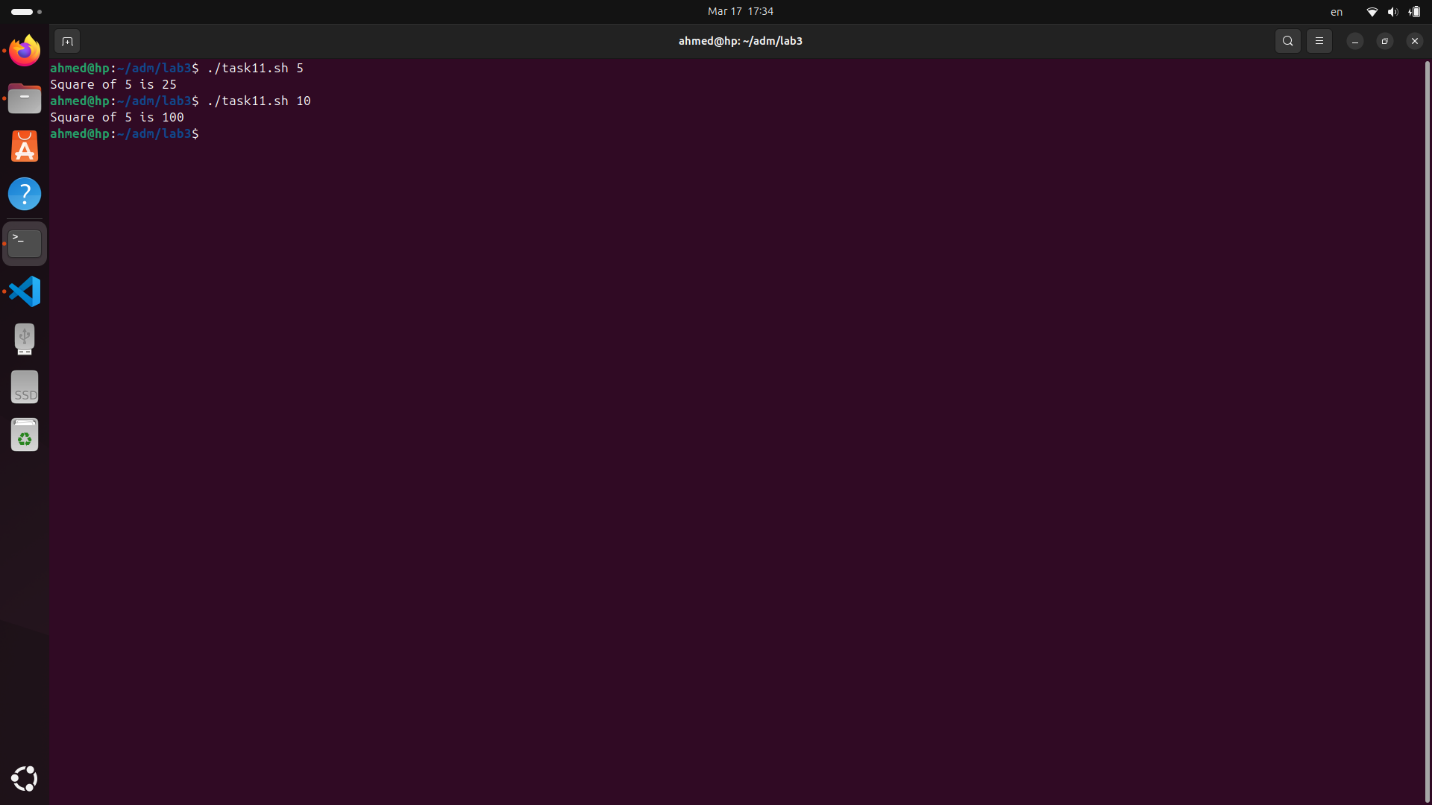 Mar 17 17:34
en
ahmed@hp: ~/adm/lab3
ahmed@hp:~/adm/lab3$ ./task11.sh 5
Square of 5 is 25
ahmed@hp:~/adm/lab3$ ./task11.sh 10
Square of 5 is 100
ahmed@hp:~/adm/lab3$
?
>_
SSD